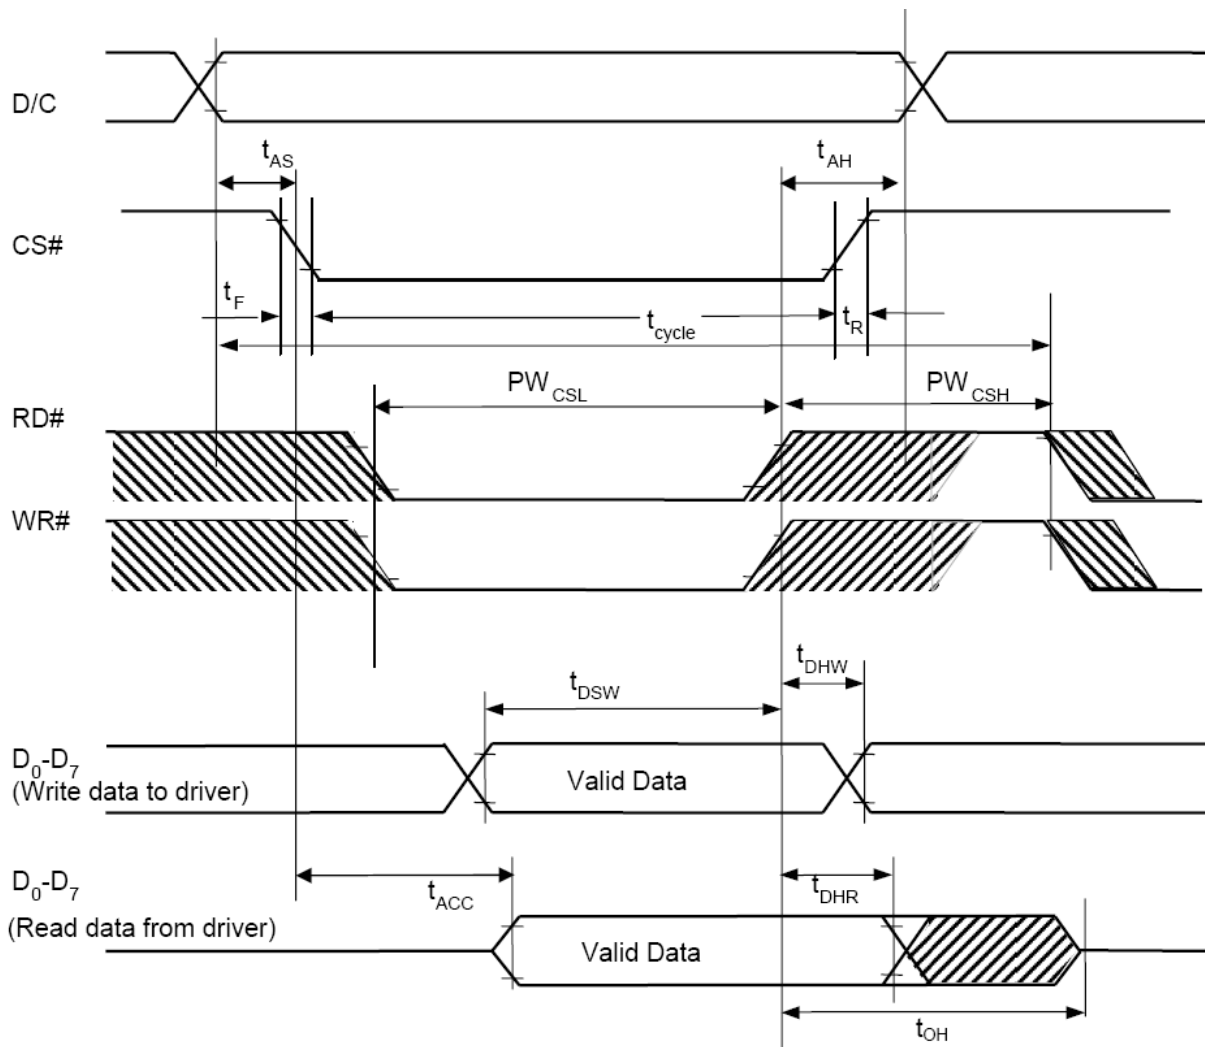 D/C
tAS
tAH
CS#
tF
tcycle
tR
PWCSL
PWCSH
RD#
WR#
tDHW
tDSW
D0-D7
(Write data to driver)
Valid Data
D0-D7
(Read data from driver)
tACC
tDHR
Valid Data
tOH